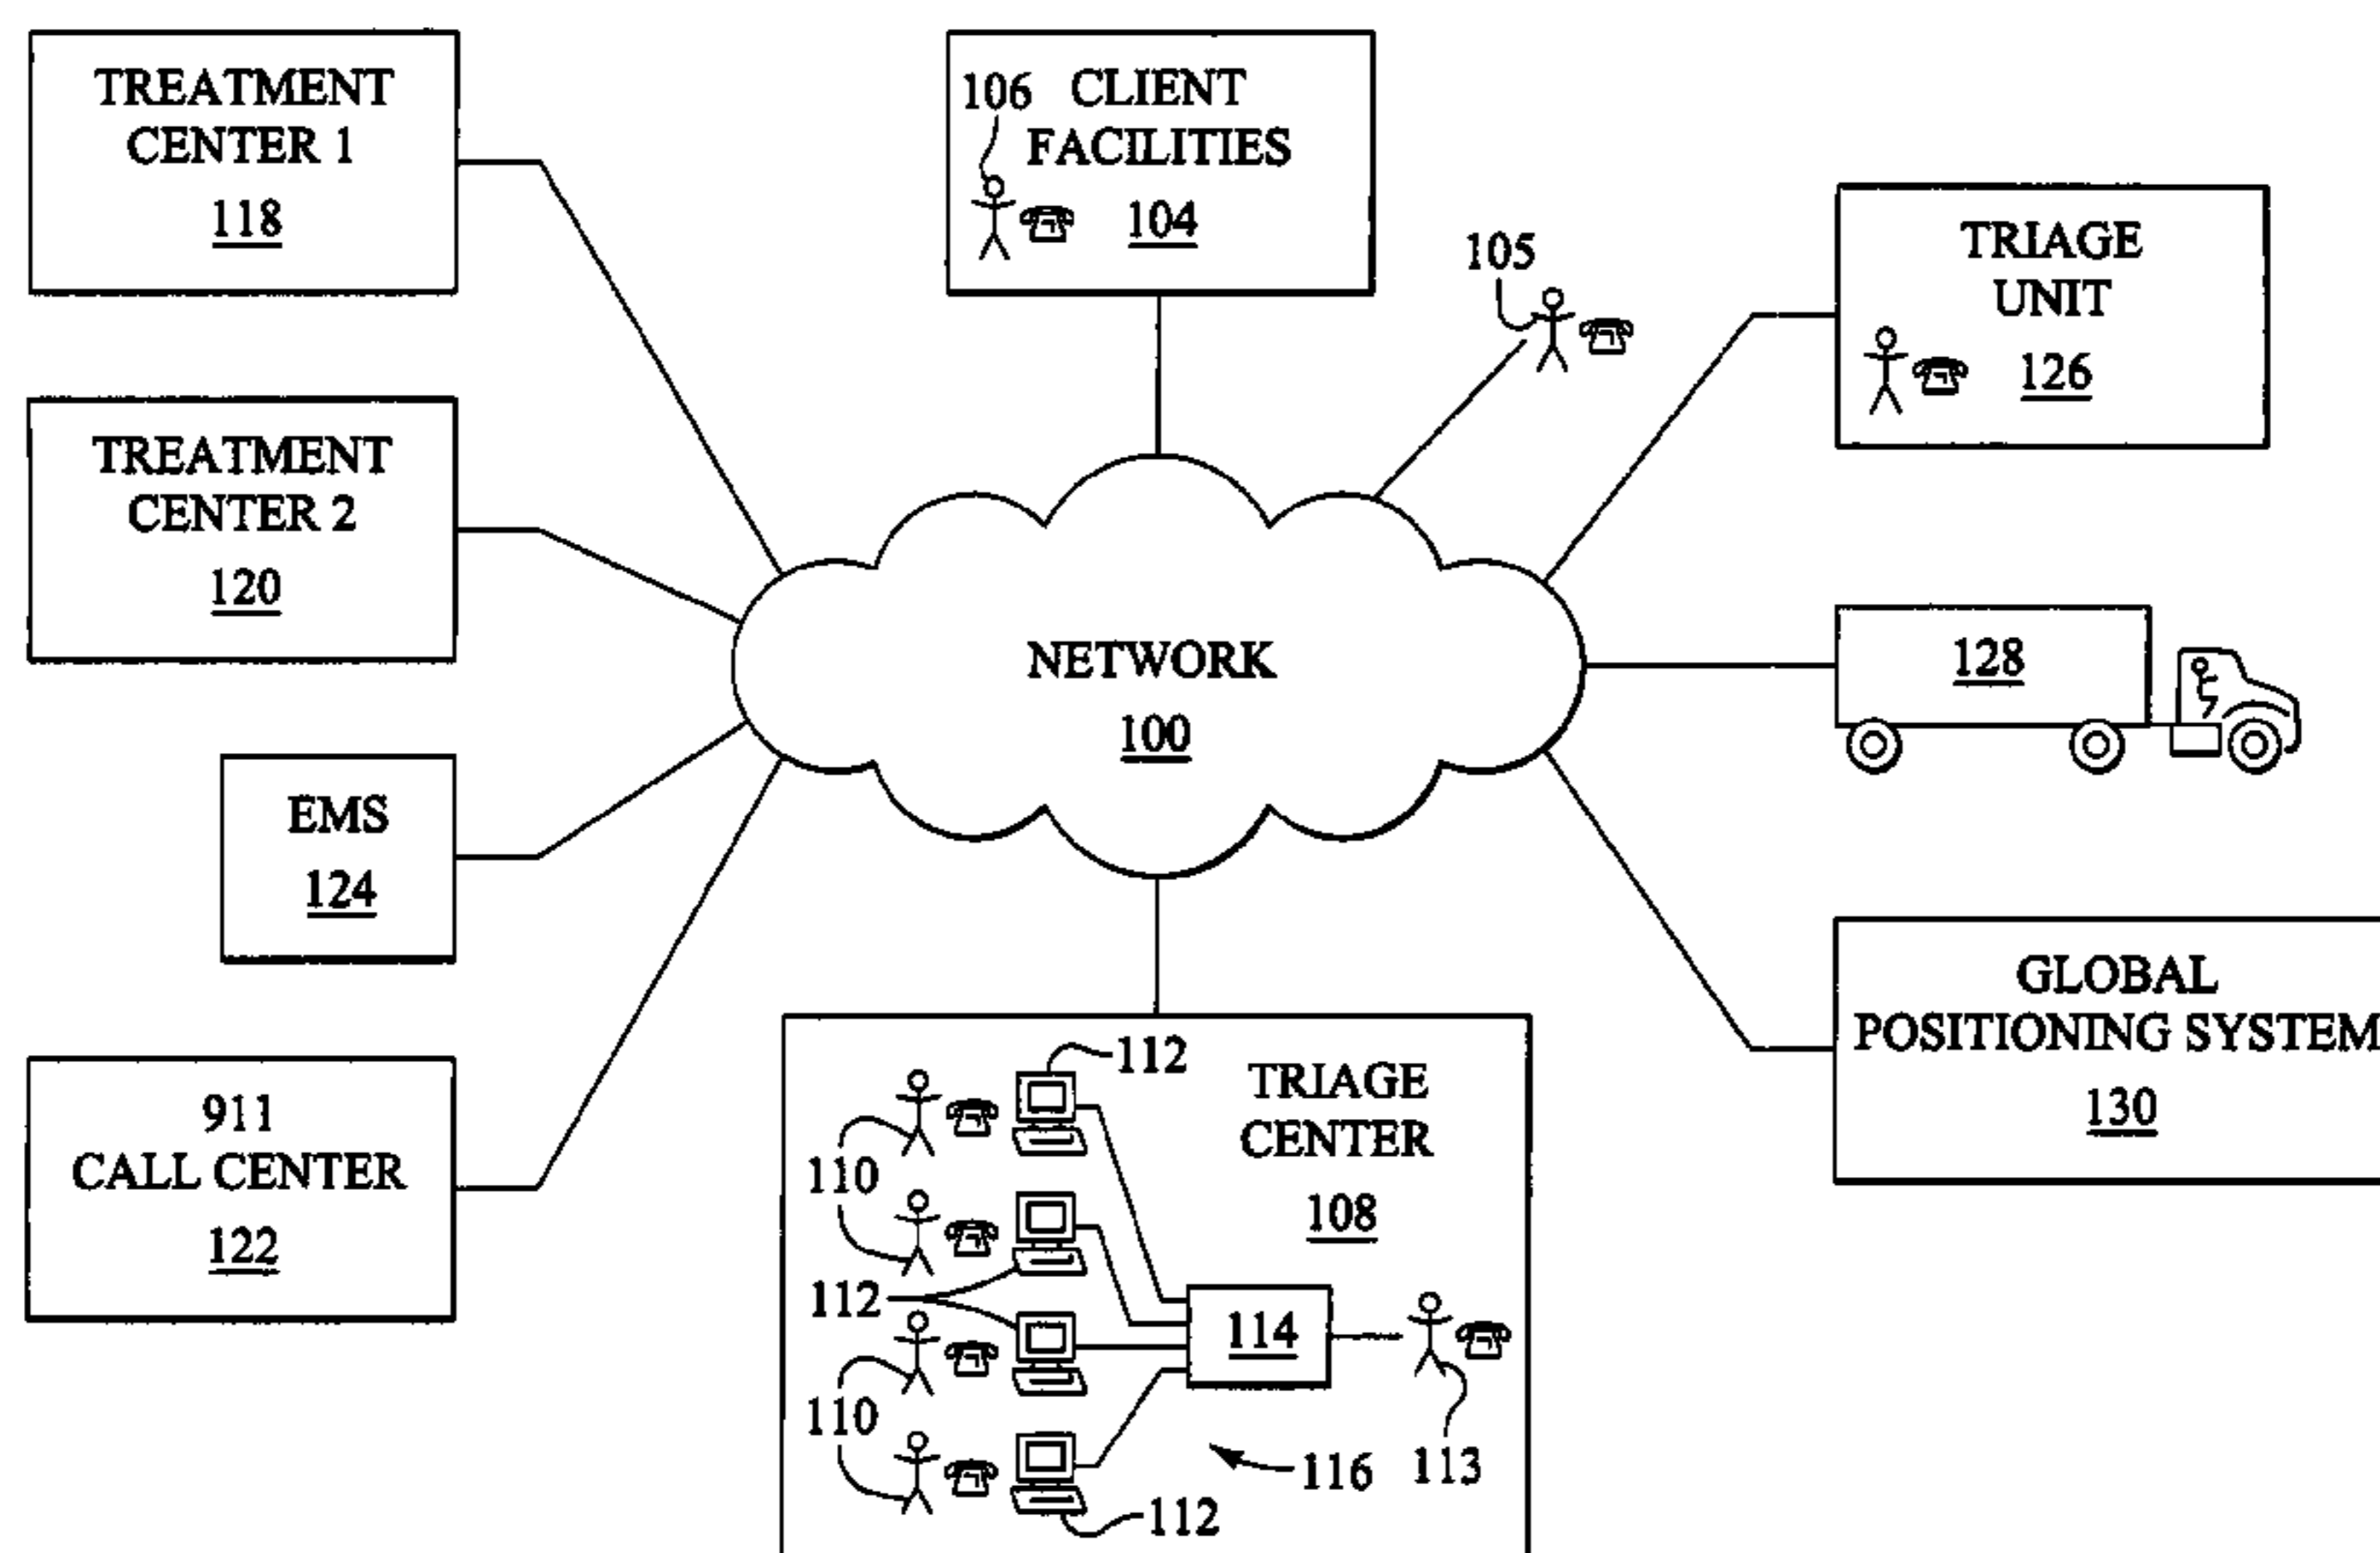 TREATMENT
CENTER 1
118
106 CLIENT
FACILITIES
104
105
TRIAGE
UNIT
126
TREATMENT
CENTER 2
120
NETWORK
100
128
EMS
124
GLOBAL
POSITIONING SYSTEM
130
911
CALL CENTER
122
112
TRIAGE
CENTER
108
110
112
114
110
116
113
112